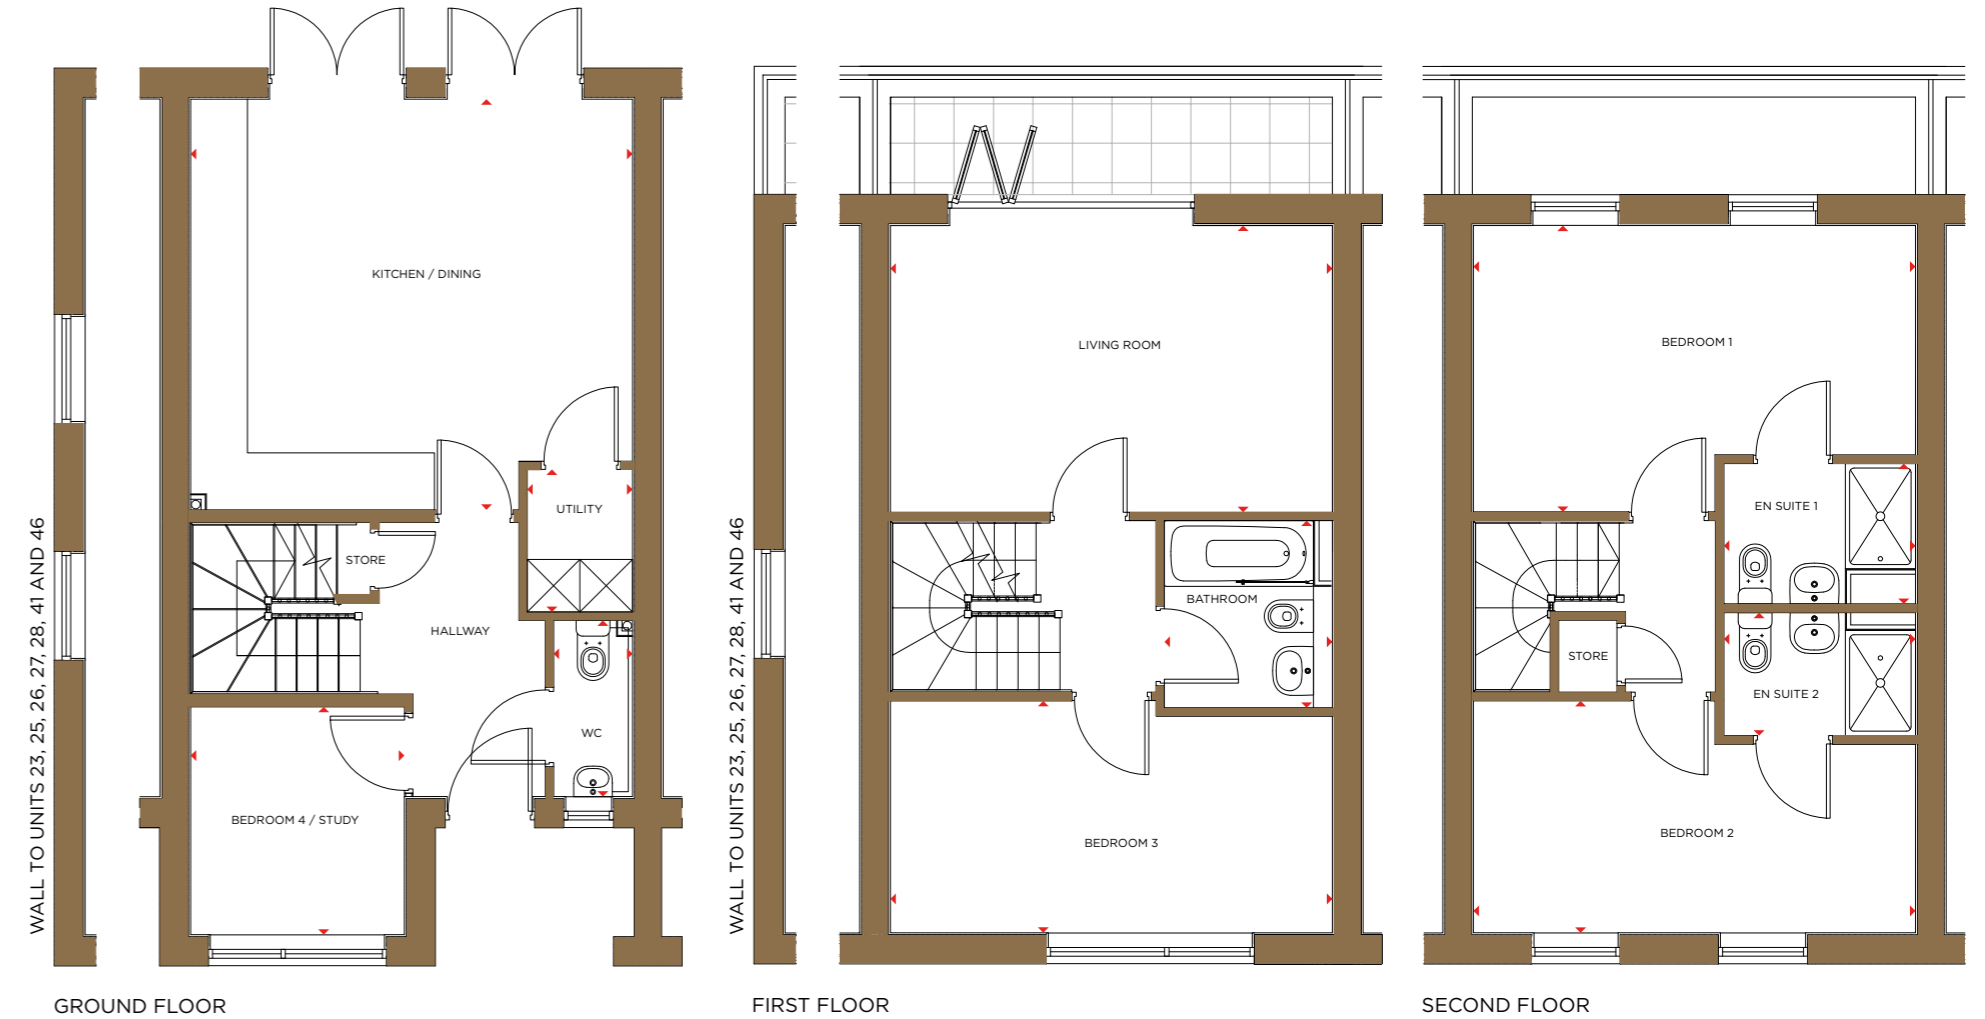 WALL TO UNITS 23, 25, 26, 27, 28, 41 AND 46
KITCHEN / DINING
UTILITY
STORE
HALLWAY
WC
BEDROOM 4 / STUDY
GROUND FLOOR
WALL TO UNITS 23, 25, 26, 27, 28, 41 AND 46
LIVING ROOM
BATHROOM
BEDROOM 3
FIRST FLOOR
BEDROOM 1
EN SUITE 1
STORE
EN SUITE 2
BEDROOM 2
SECOND FLOOR